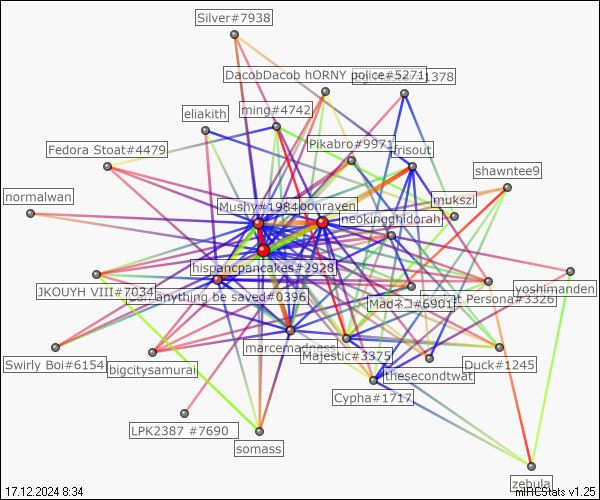 Silver#7938
DacobDacob hORNY police#5271
1378
eliakith
ming#4742
Pikabro#9971
frisout
Fedora Stoat#4479
shawntee9
normalwan
mukszi
Mushy#1984
oonraven
neokingghidorah
hispancpancakes#2928
yoshimanden
JKOUYH VIII#7034
anything be saved#0396
Madネコ#6901
t Persona#3326
marcemadness
Majestic#3375
Swirly Boi#6154
bigcitysamurai
thesecondtwat
Duck#1245
Cypha#1717
LPK2387 #7690
somass
zebula
17.12.2024 8:34
mIRCStats v1.25